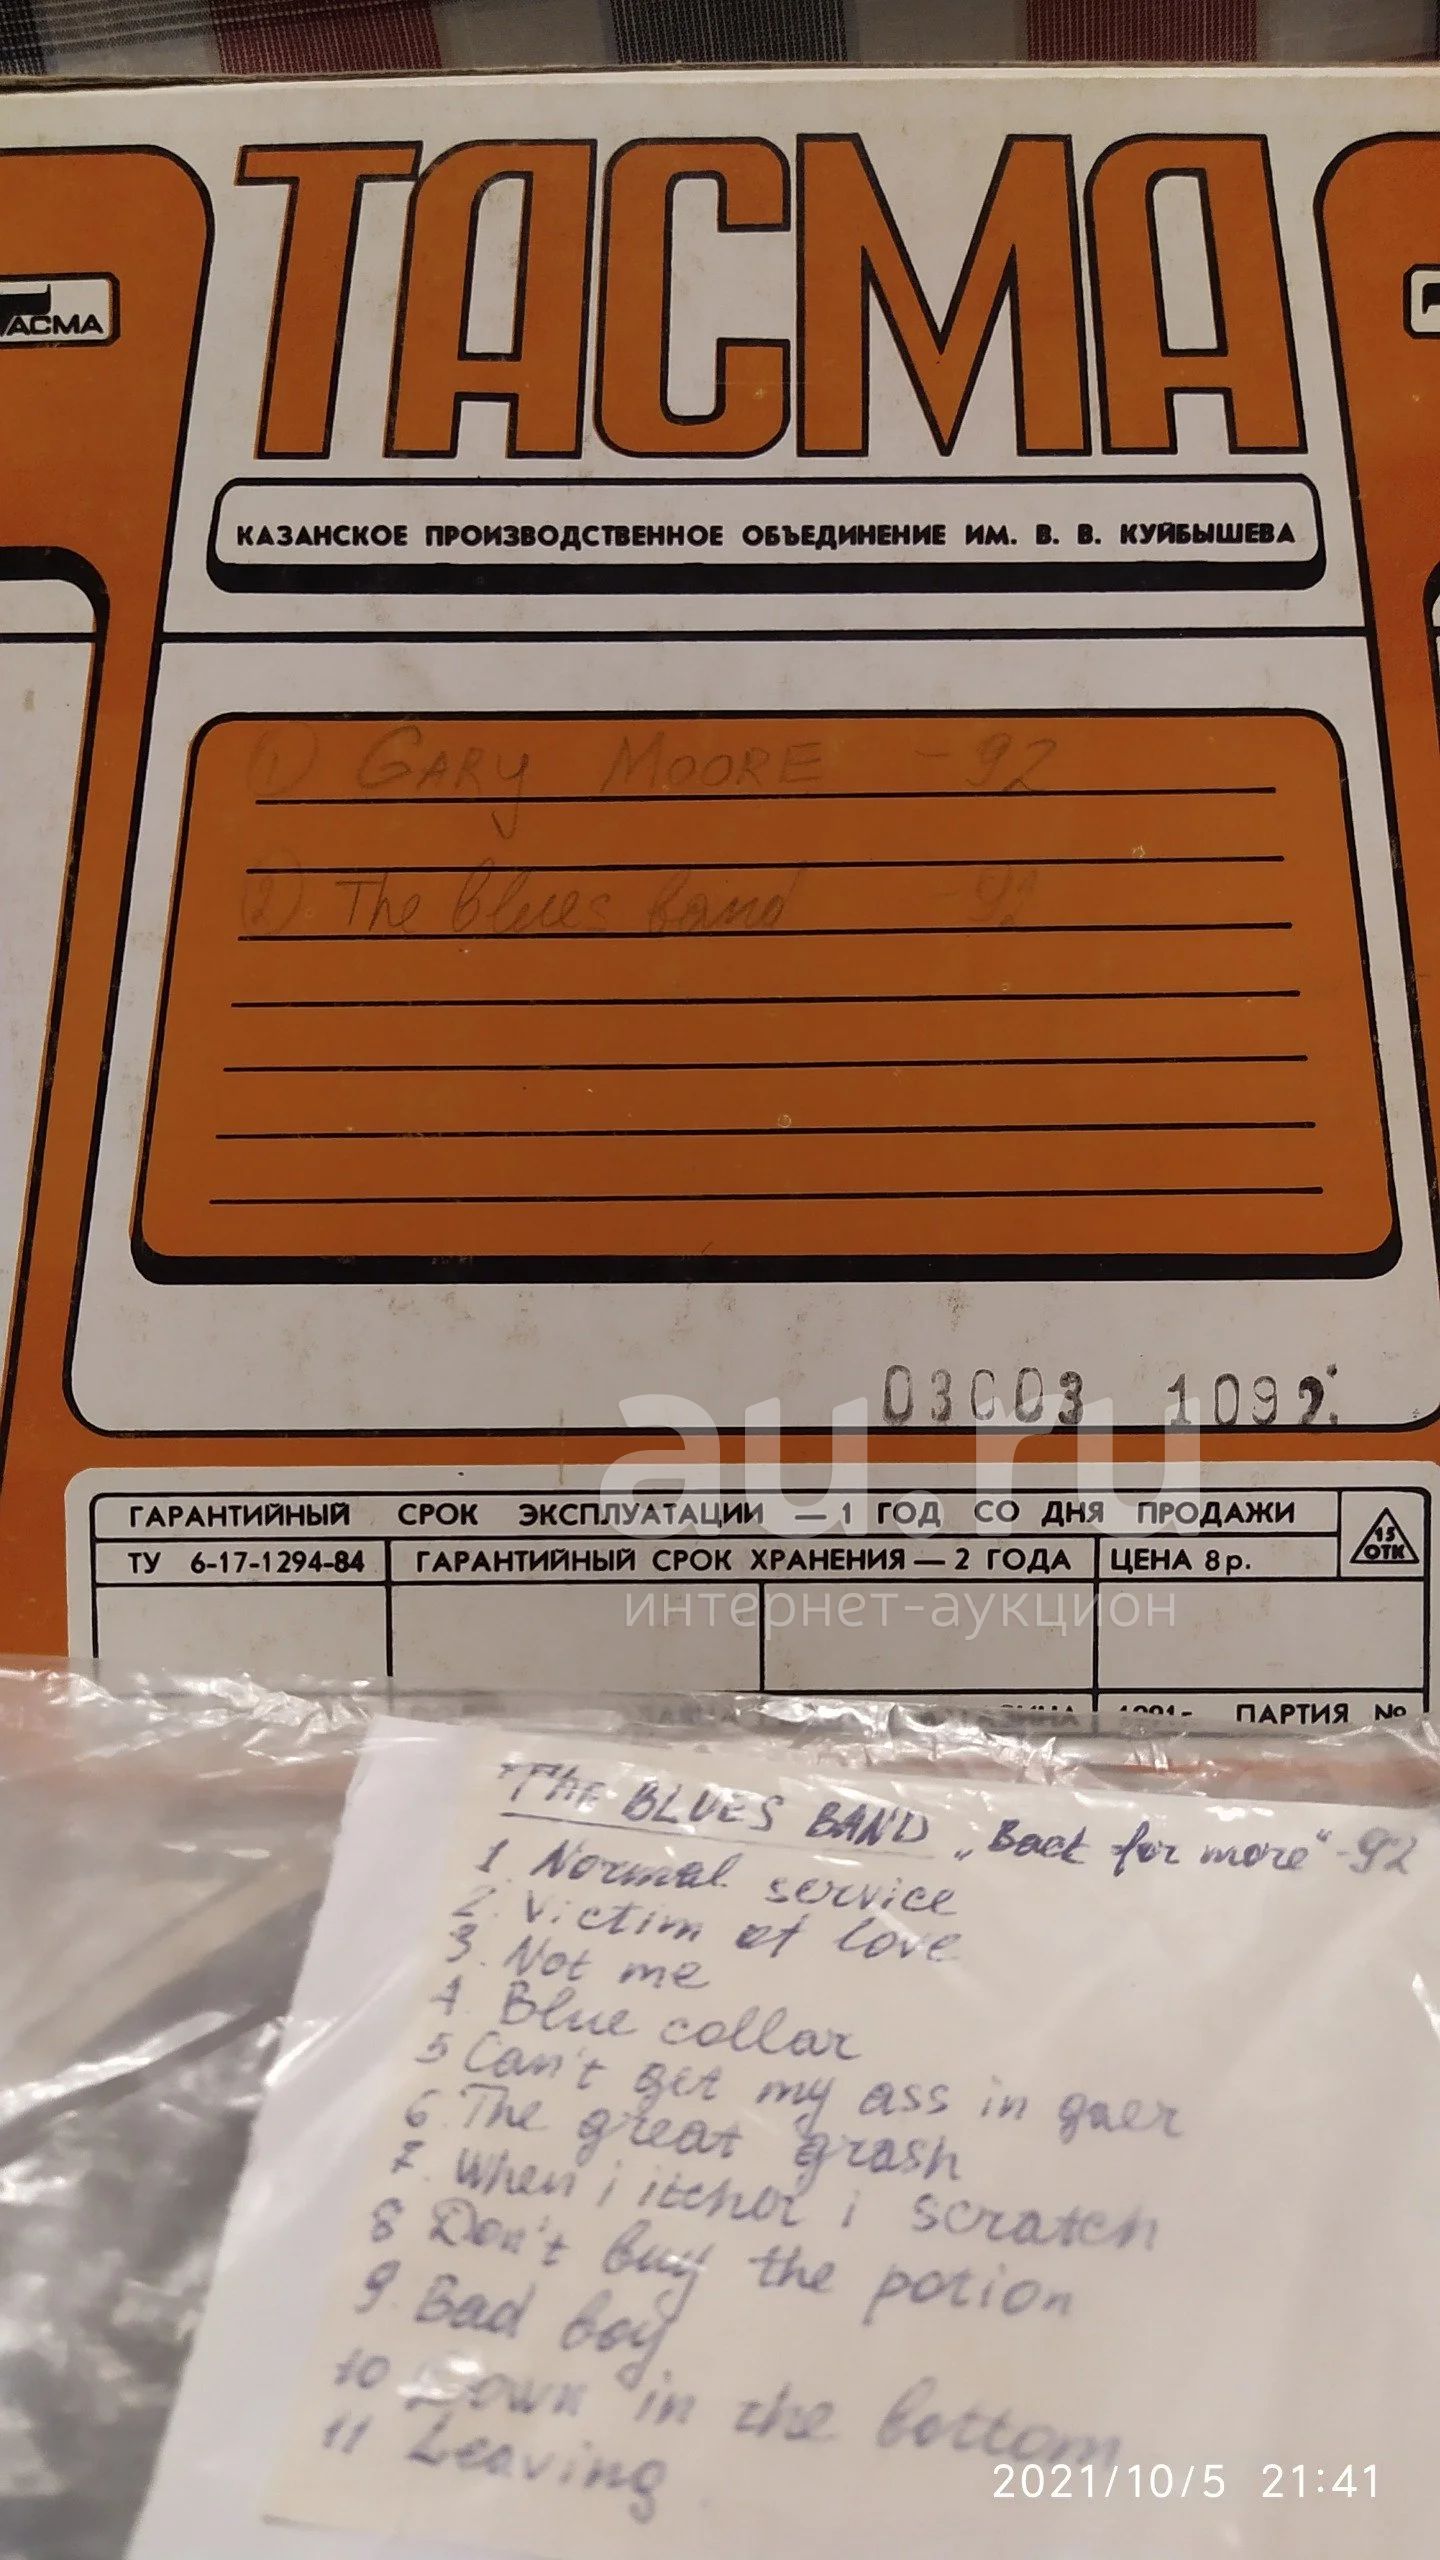 ТАСМА
ТАСМА
КАЗАНСКОЕ ПРОИЗВОДСТВЕННОЕ ОБЪЕДИНЕНИЕ ИМ. В. В. КУЙБЫШЕВА
1) GARY MOORE -92
2) The blues band -92
03003 1092
au.ru
ГАРАНТИЙНЫЙ СРОК ЭКСПЛУАТАЦИИ — 1 ГОД СО ДНЯ ПРОДАЖИ
15 ОТК
ТУ 6-17-1294-84 ГАРАНТИЙНЫЙ СРОК ХРАНЕНИЯ — 2 ГОДА ЦЕНА 8 р.
интернет-аукцион
1991г. ПАРТИЯ №
THE BLUES BAND „Back for more“ -92
1 Normal service
2. Victim of love
3. Not me
4. Blue collar
5 Can't get my ass in gaer
6. The great grash
7. When i itchoi i scratch
8 Don't buy the potion
9. Bad boy
10 Down in the bottom
11 Leaving
2021/10/5 21:41